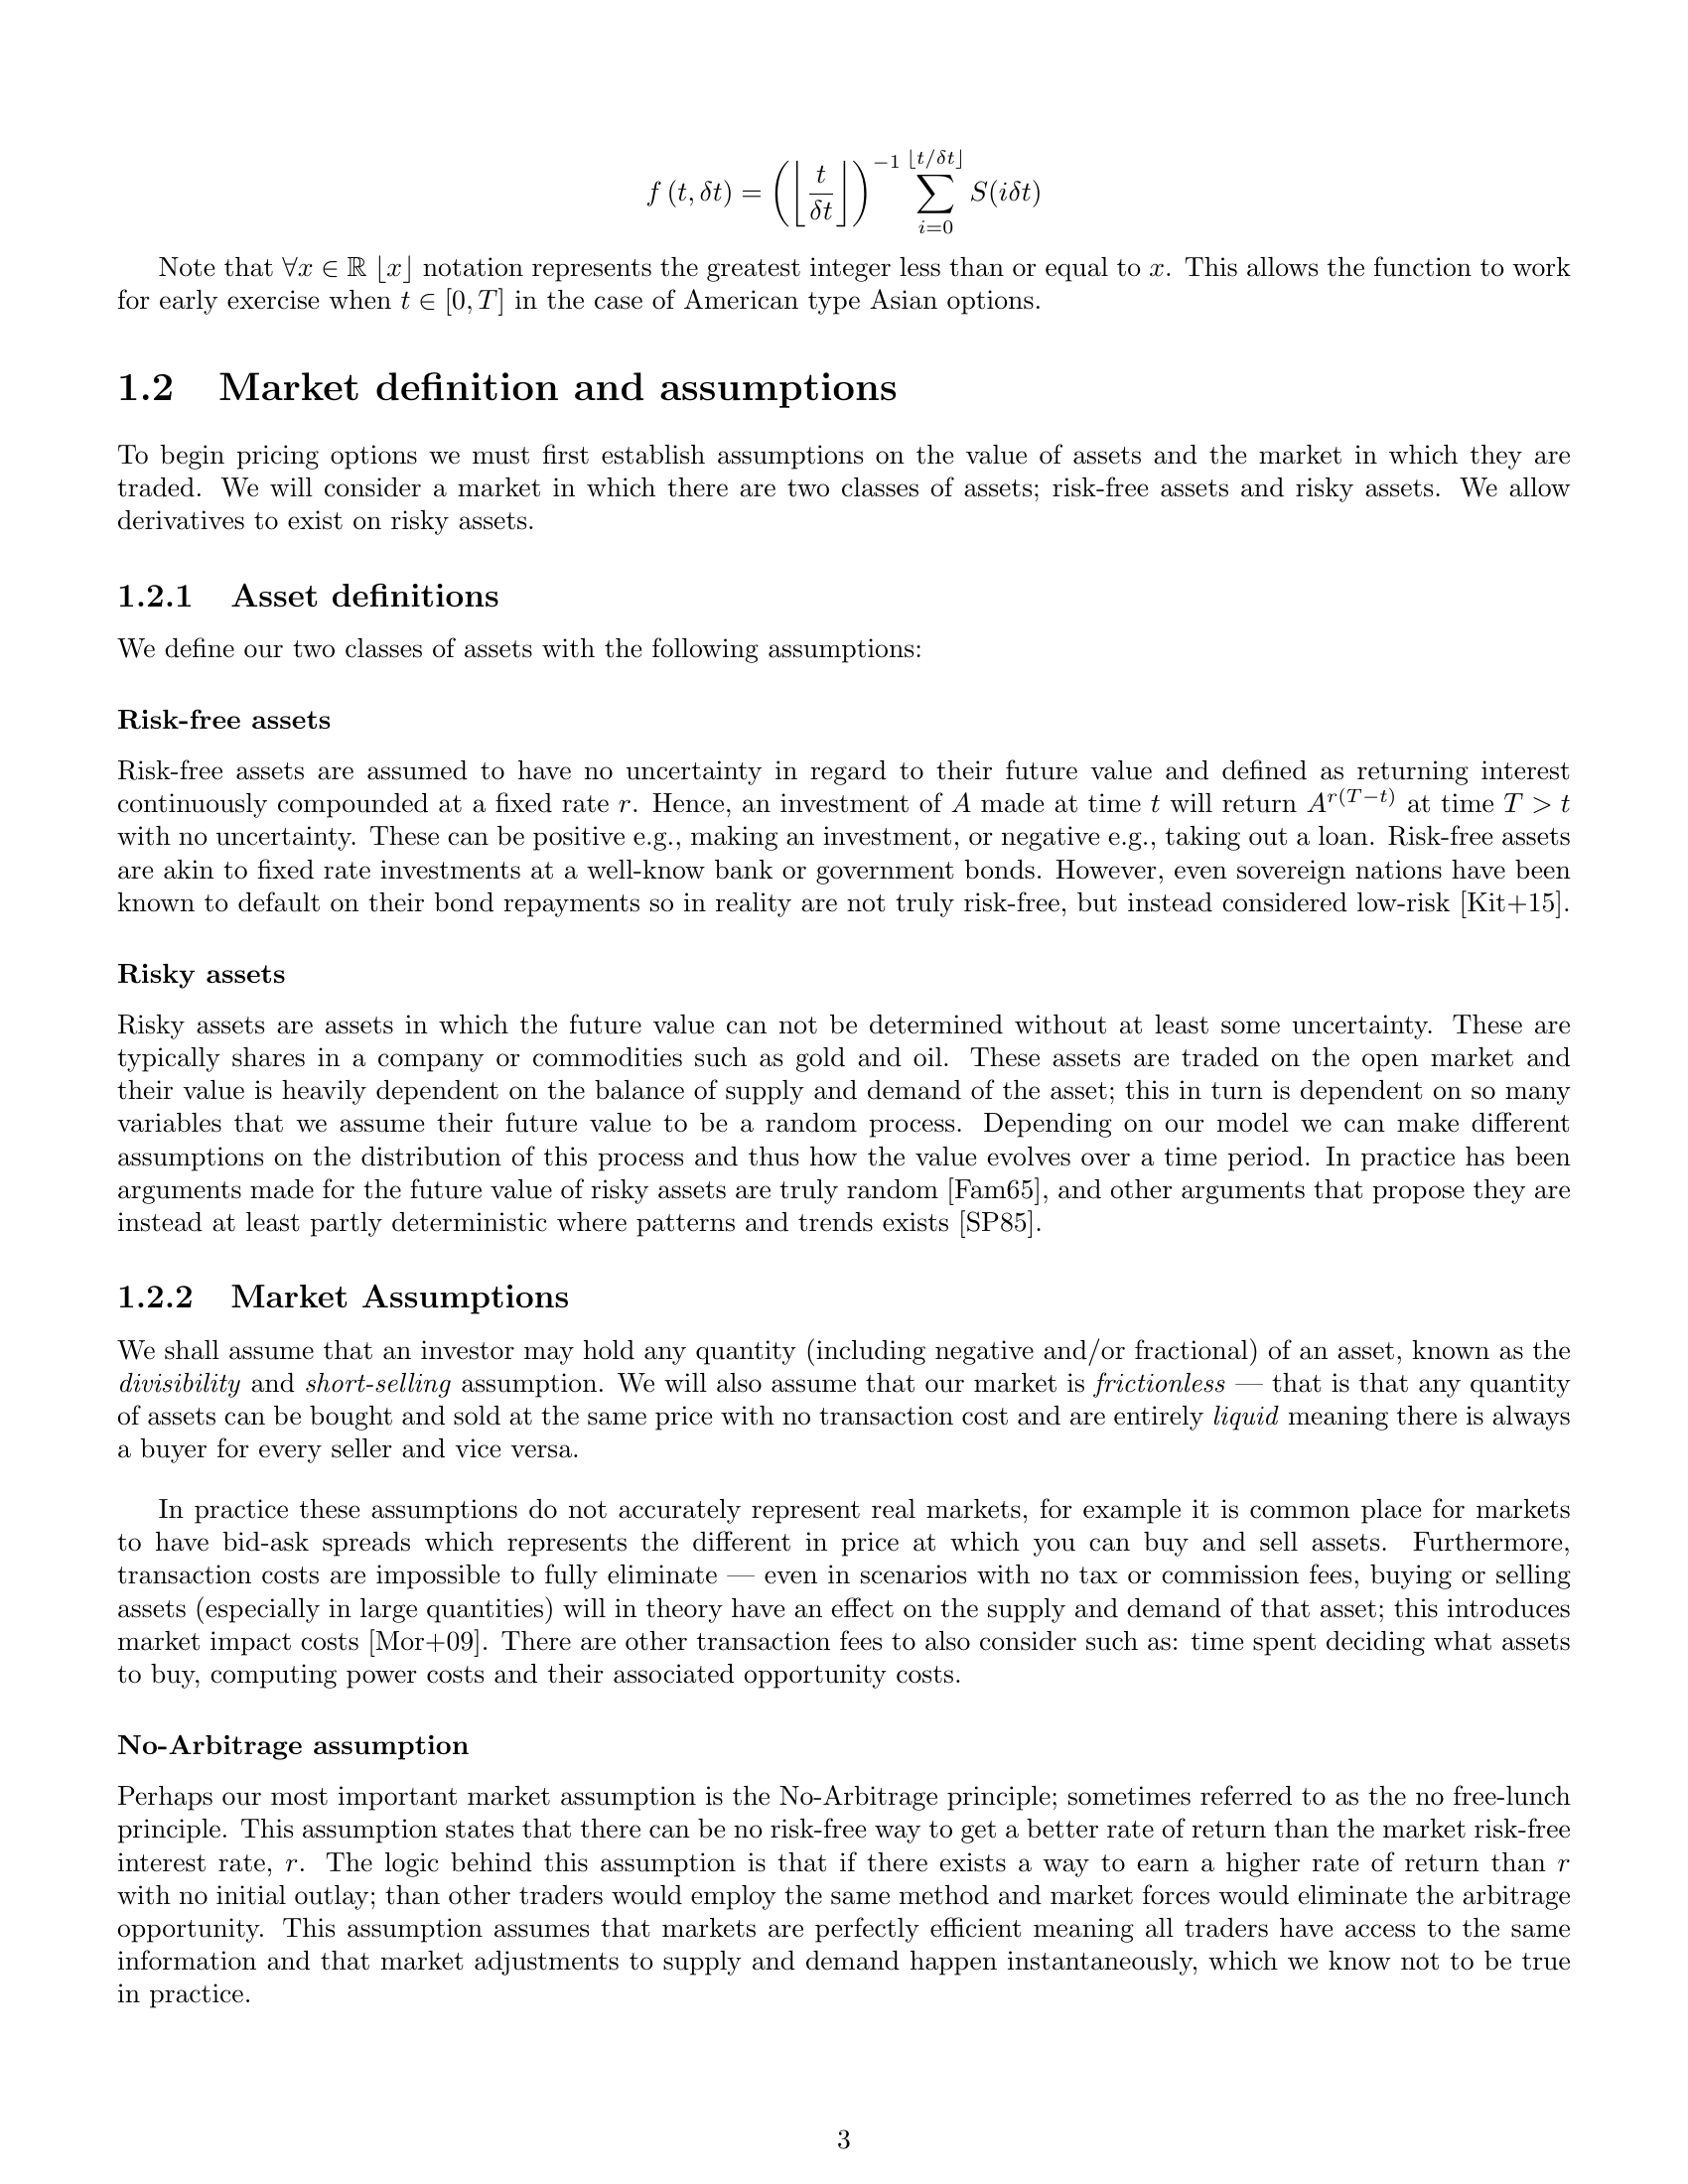 f (t, δt) = (⌊t/δt⌋)^{−1} ∑_{i=0}^{⌊t/δt⌋} S(iδt)
Note that ∀x ∈ ℝ ⌊x⌋ notation represents the greatest integer less than or equal to x. This allows the function to work
for early exercise when t ∈ [0, T] in the case of American type Asian options.
1.2 Market definition and assumptions
To begin pricing options we must first establish assumptions on the value of assets and the market in which they are
traded. We will consider a market in which there are two classes of assets; risk-free assets and risky assets. We allow
derivatives to exist on risky assets.
1.2.1 Asset definitions
We define our two classes of assets with the following assumptions:
Risk-free assets
Risk-free assets are assumed to have no uncertainty in regard to their future value and defined as returning interest
continuously compounded at a fixed rate r. Hence, an investment of A made at time t will return A^{r(T−t)} at time T > t
with no uncertainty. These can be positive e.g., making an investment, or negative e.g., taking out a loan. Risk-free assets
are akin to fixed rate investments at a well-know bank or government bonds. However, even sovereign nations have been
known to default on their bond repayments so in reality are not truly risk-free, but instead considered low-risk [Kit+15].
Risky assets
Risky assets are assets in which the future value can not be determined without at least some uncertainty. These are
typically shares in a company or commodities such as gold and oil. These assets are traded on the open market and
their value is heavily dependent on the balance of supply and demand of the asset; this in turn is dependent on so many
variables that we assume their future value to be a random process. Depending on our model we can make different
assumptions on the distribution of this process and thus how the value evolves over a time period. In practice has been
arguments made for the future value of risky assets are truly random [Fam65], and other arguments that propose they are
instead at least partly deterministic where patterns and trends exists [SP85].
1.2.2 Market Assumptions
We shall assume that an investor may hold any quantity (including negative and/or fractional) of an asset, known as the
divisibility and short-selling assumption. We will also assume that our market is frictionless — that is that any quantity
of assets can be bought and sold at the same price with no transaction cost and are entirely liquid meaning there is always
a buyer for every seller and vice versa.
In practice these assumptions do not accurately represent real markets, for example it is common place for markets
to have bid-ask spreads which represents the different in price at which you can buy and sell assets. Furthermore,
transaction costs are impossible to fully eliminate — even in scenarios with no tax or commission fees, buying or selling
assets (especially in large quantities) will in theory have an effect on the supply and demand of that asset; this introduces
market impact costs [Mor+09]. There are other transaction fees to also consider such as: time spent deciding what assets
to buy, computing power costs and their associated opportunity costs.
No-Arbitrage assumption
Perhaps our most important market assumption is the No-Arbitrage principle; sometimes referred to as the no free-lunch
principle. This assumption states that there can be no risk-free way to get a better rate of return than the market risk-free
interest rate, r. The logic behind this assumption is that if there exists a way to earn a higher rate of return than r
with no initial outlay; than other traders would employ the same method and market forces would eliminate the arbitrage
opportunity. This assumption assumes that markets are perfectly efficient meaning all traders have access to the same
information and that market adjustments to supply and demand happen instantaneously, which we know not to be true
in practice.
3